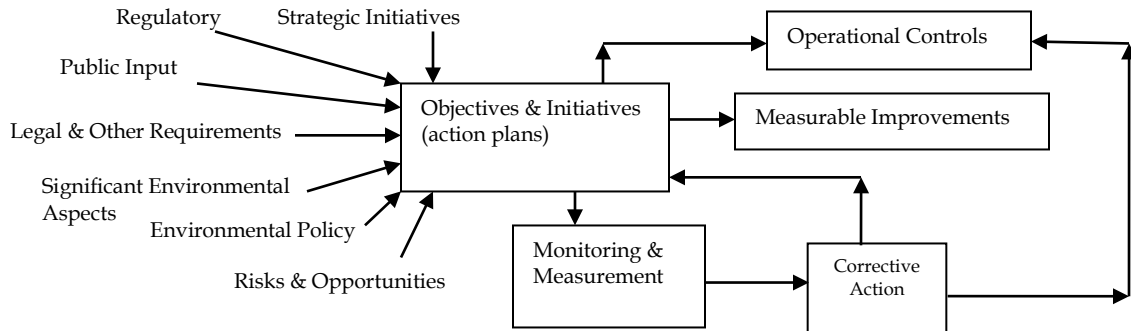 Regulatory
Strategic Initiatives
Public Input
Legal & Other Requirements
Significant Environmental
Aspects
Environmental Policy
Risks & Opportunities
Objectives & Initiatives
(action plans)
Operational Controls
Measurable Improvements
Monitoring &
Measurement
Corrective
Action